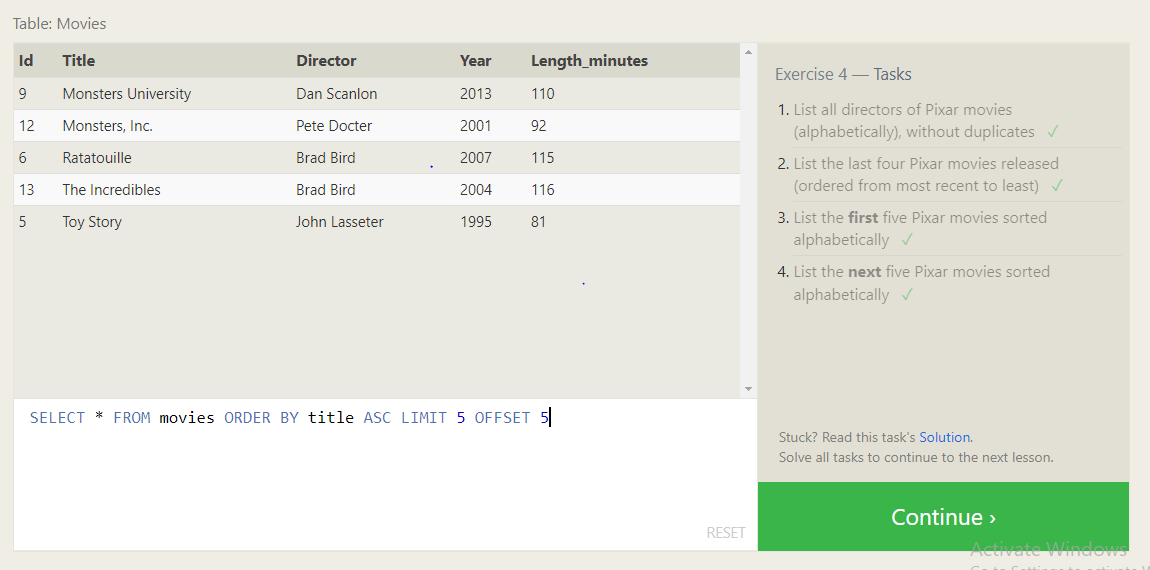 Table: Movies
Id Title Director Year Length_minutes
9 Monsters University Dan Scanlon 2013 110
12 Monsters, Inc. Pete Docter 2001 92
6 Ratatouille Brad Bird 2007 115
13 The Incredibles Brad Bird 2004 116
5 Toy Story John Lasseter 1995 81
SELECT * FROM movies ORDER BY title ASC LIMIT 5 OFFSET 5
RESET
Exercise 4 — Tasks
1. List all directors of Pixar movies
(alphabetically), without duplicates ✓
2. List the last four Pixar movies released
(ordered from most recent to least) ✓
3. List the first five Pixar movies sorted
alphabetically ✓
4. List the next five Pixar movies sorted
alphabetically ✓
Stuck? Read this task's Solution.
Solve all tasks to continue to the next lesson.
Continue ›
Activate Windows
Go to Settings to activate W